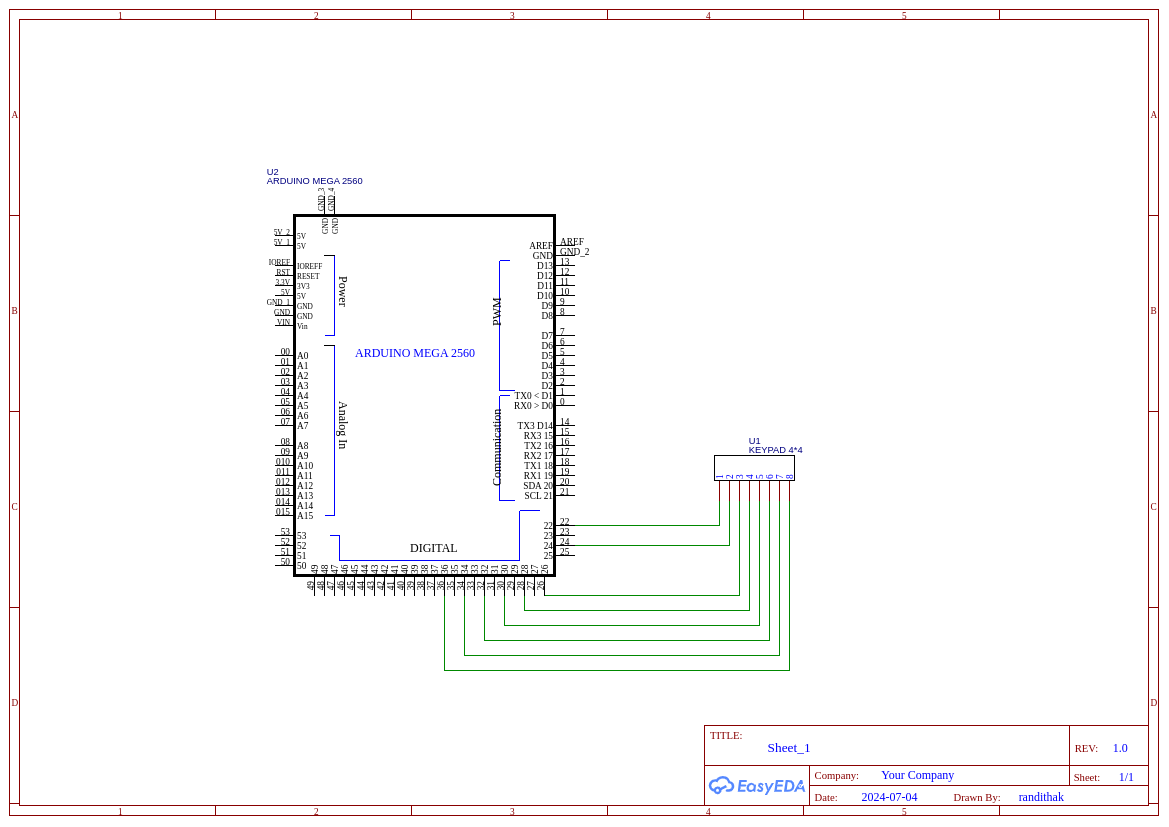 1 2 3 4 5
A A
B B
C C
D D
U2
ARDUINO MEGA 2560
GND_3 GND_4
GND GND
5V_2 5V
5V_1 5V
IOREF IOREFF
RST RESET
3.3V 3V3
5V 5V
GND_1 GND
GND GND
VIN Vin
Power
00 A0
01 A1
02 A2
03 A3
04 A4
05 A5
06 A6
07 A7
08 A8
09 A9
010 A10
011 A11
012 A12
013 A13
014 A14
015 A15
Analog In
53 53
52 52
51 51
50 50
ARDUINO MEGA 2560
PWM
Communication
DIGITAL
AREF AREF
GND GND_2
D13 13
D12 12
D11 11
D10 10
D9 9
D8 8
D7 7
D6 6
D5 5
D4 4
D3 3
D2 2
TX0 < D1 1
RX0 > D0 0
TX3 D14 14
RX3 15 15
TX2 16 16
RX2 17 17
TX1 18 18
RX1 19 19
SDA 20 20
SCL 21 21
22 22
23 23
24 24
25 25
49 48 47 46 45 44 43 42 41 40 39 38 37 36 35 34 33 32 31 30 29 28 27 26
49 48 47 46 45 44 43 42 41 40 39 38 37 36 35 34 33 32 31 30 29 28 27 26
U1
KEYPAD 4*4
1 2 3 4 5 6 7 8
TITLE:
Sheet_1
REV: 1.0
EasyEDA
Company: Your Company
Sheet: 1/1
Date: 2024-07-04 Drawn By: randithak
1 2 3 4 5